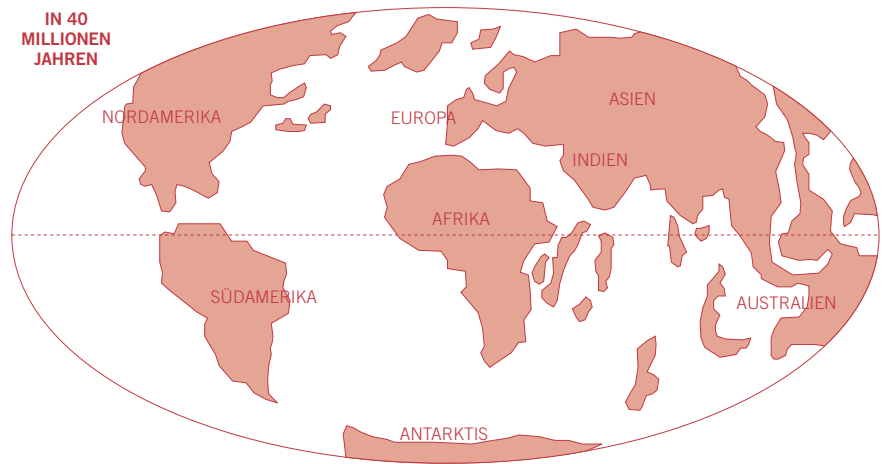 IN 40
MILLIONEN
JAHREN
NORDAMERIKA
EUROPA
ASIEN
INDIEN
AFRIKA
SÜDAMERIKA
AUSTRALIEN
ANTARKTIS